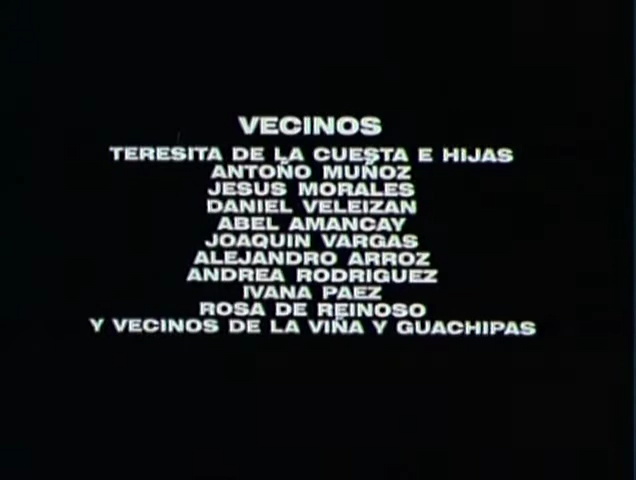 VECINOS
TERESITA DE LA CUESTA E HIJAS
ANTOÑO MUÑOZ
JESUS MORALES
DANIEL VELEIZAN
ABEL AMANCAY
JOAQUIN VARGAS
ALEJANDRO ARROZ
ANDREA RODRIGUEZ
IVANA PAEZ
ROSA DE REINOSO
Y VECINOS DE LA VIÑA Y GUACHIPAS